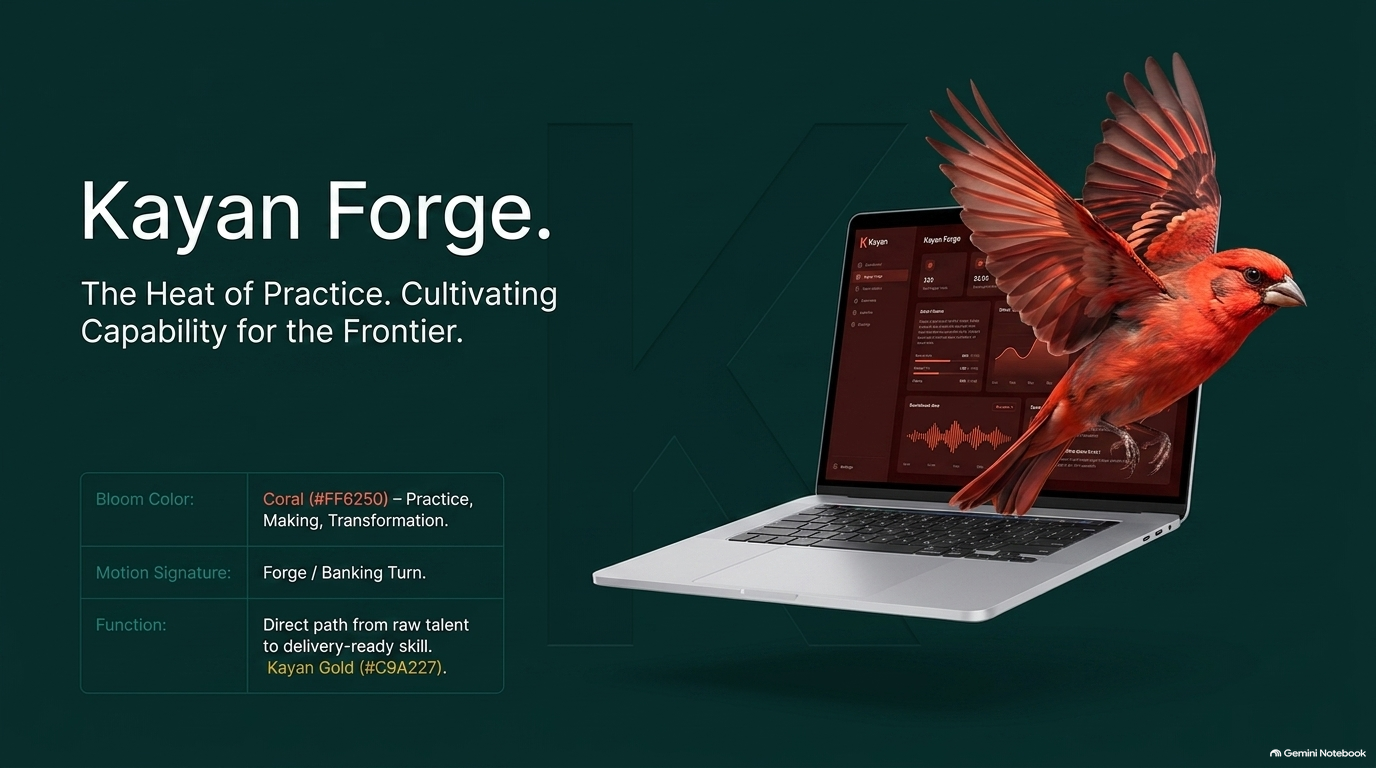 Kayan Forge.
The Heat of Practice. Cultivating
Capability for the Frontier.
Bloom Color:
Coral (#FF6250) – Practice,
Making, Transformation.
Motion Signature:
Forge / Banking Turn.
Function:
Direct path from raw talent
to delivery-ready skill.
Kayan Gold (#C9A227).
K Kayan
Kayan Forge
Gemini Notebook